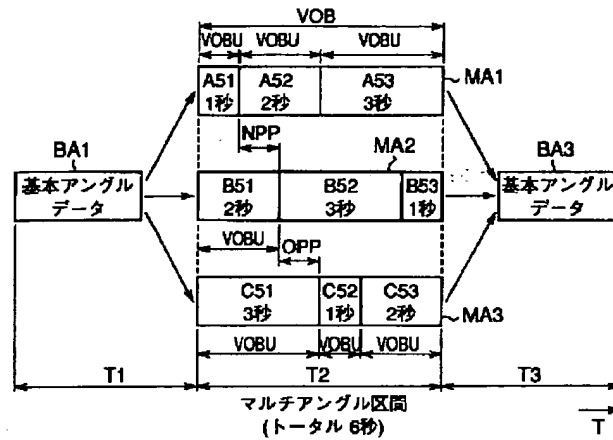 VOB
VOBU VOBU VOBU
A51 A52 A53
1秒 2秒 3秒
MA1
NPP
MA2
BA1
BA3
基本アングル
データ
B51 B52 B53
2秒 3秒 1秒
基本アングル
データ
VOBU
OPP
C51 C52 C53
3秒 1秒 2秒
MA3
VOBU VOBU VOBU
T1 T2 T3
マルチアングル区間
(トータル 6秒)
T